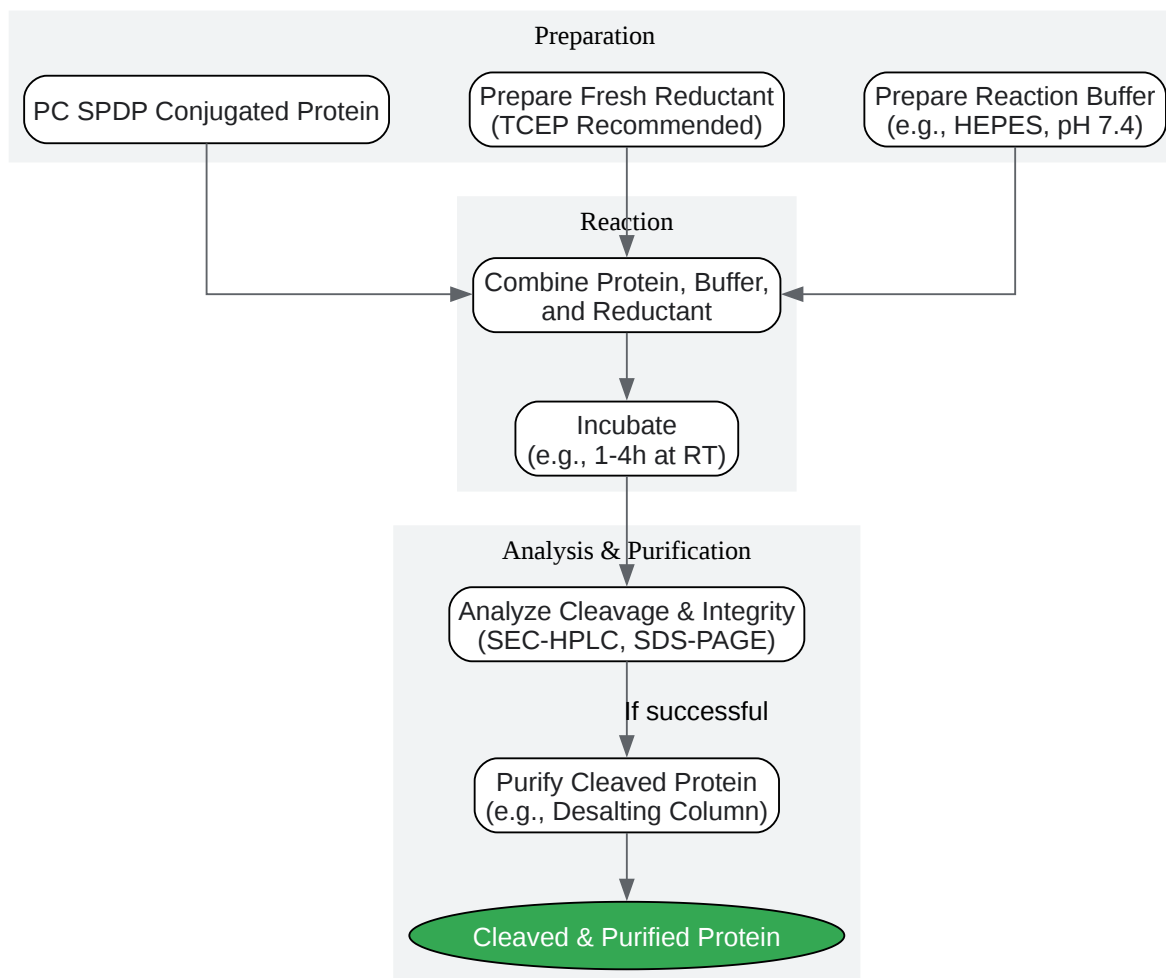 Preparation
PC SPDP Conjugated Protein
Prepare Fresh Reductant
(TCEP Recommended)
Prepare Reaction Buffer
(e.g., HEPES, pH 7.4)
Reaction
Combine Protein, Buffer,
and Reductant
Incubate
(e.g., 1-4h at RT)
Analysis & Purification
Analyze Cleavage & Integrity
(SEC-HPLC, SDS-PAGE)
If successful
Purify Cleaved Protein
(e.g., Desalting Column)
Cleaved & Purified Protein